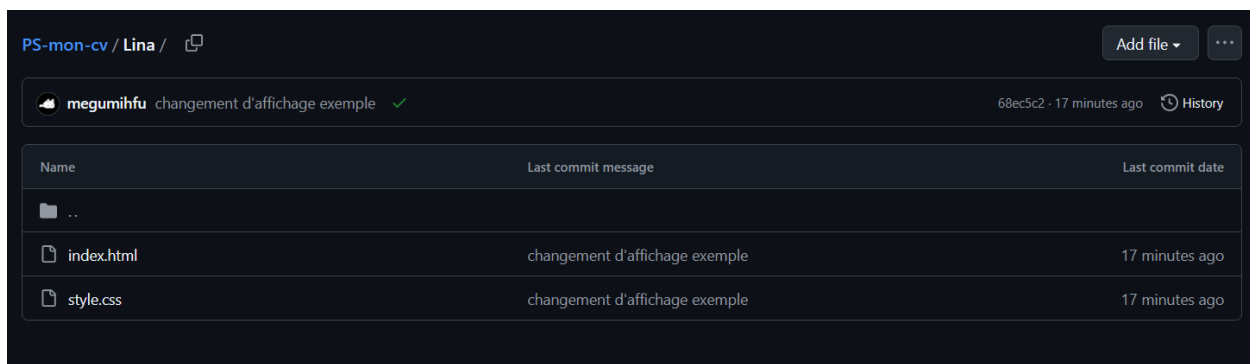 PS-mon-cv / Lina /
Add file
megumihfu changement d'affichage exemple
68ec5c2 · 17 minutes ago
History
Name Last commit message Last commit date
..
index.html changement d'affichage exemple 17 minutes ago
style.css changement d'affichage exemple 17 minutes ago